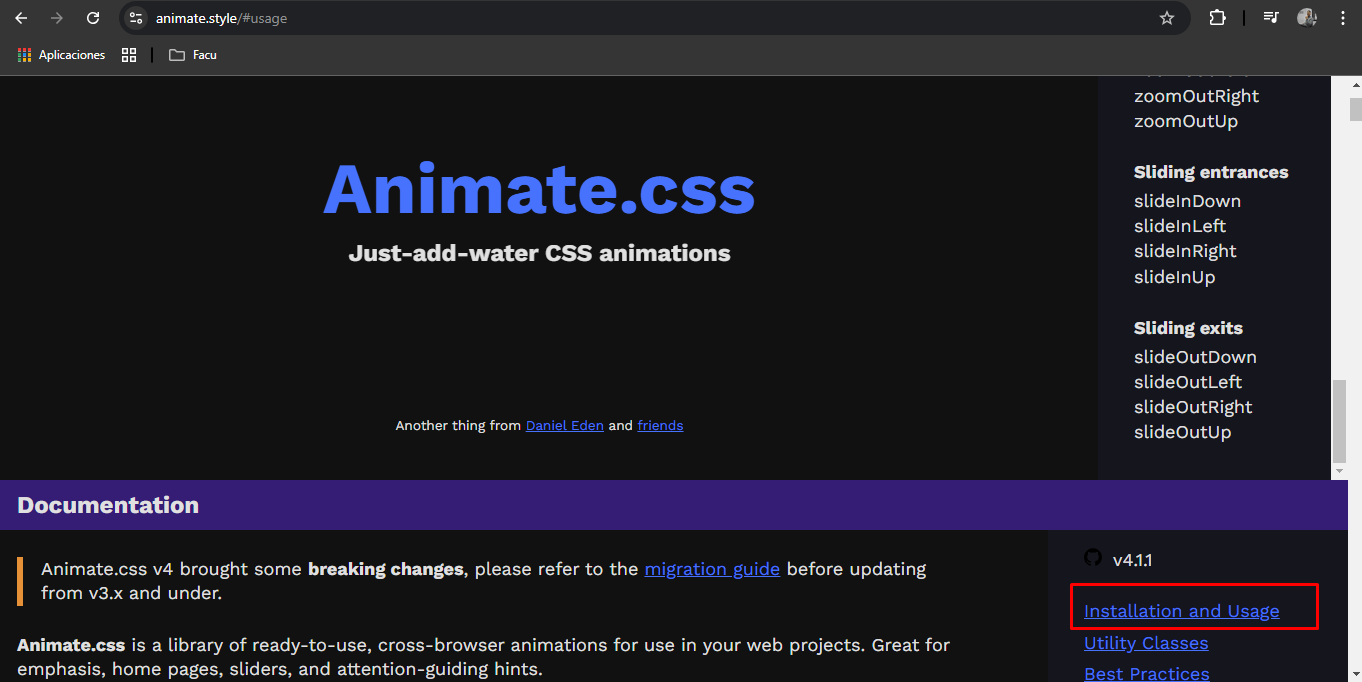 animate.style/#usage
Aplicaciones
Facu
Animate.css
Just-add-water CSS animations
Another thing from Daniel Eden and friends
zoomOutRight
zoomOutUp
Sliding entrances
slideInDown
slideInLeft
slideInRight
slideInUp
Sliding exits
slideOutDown
slideOutLeft
slideOutRight
slideOutUp
Documentation
Animate.css v4 brought some breaking changes, please refer to the migration guide before updating
from v3.x and under.
Animate.css is a library of ready-to-use, cross-browser animations for use in your web projects. Great for
emphasis, home pages, sliders, and attention-guiding hints.
v4.1.1
Installation and Usage
Utility Classes
Best Practices